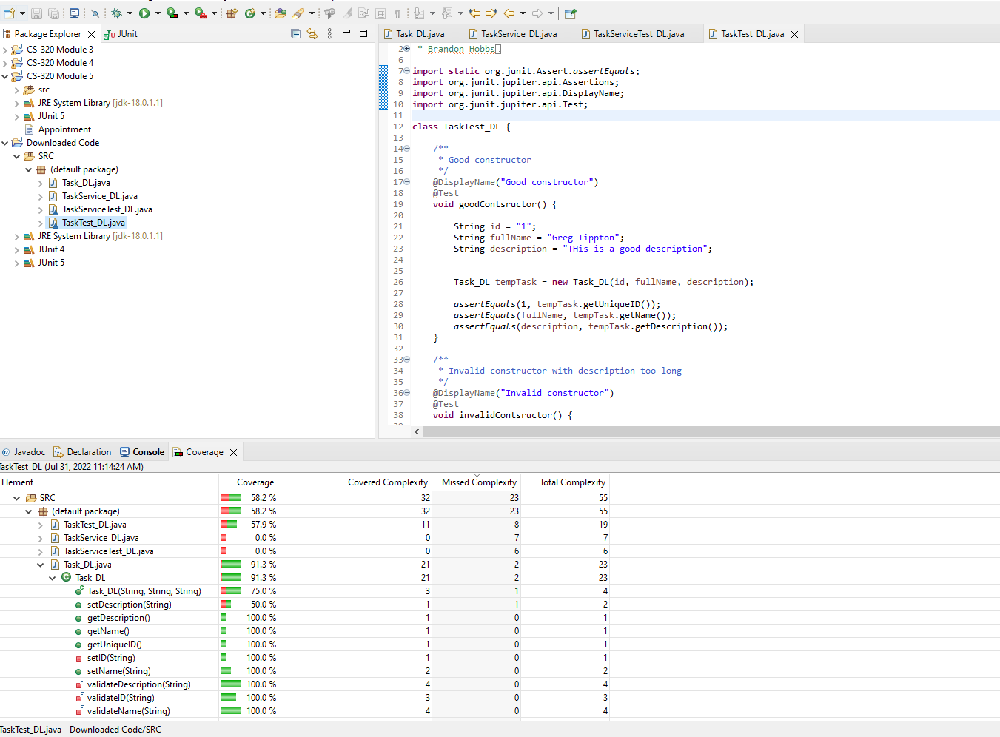 Package Explorer
JUnit
CS-320 Module 3
CS-320 Module 4
CS-320 Module 5
src
JRE System Library [jdk-18.0.1.1]
JUnit 5
Appointment
Downloaded Code
SRC
(default package)
Task_DL.java
TaskService_DL.java
TaskServiceTest_DL.java
TaskTest_DL.java
JRE System Library [jdk-18.0.1.1]
JUnit 4
JUnit 5
Task_DL.java TaskService_DL.java TaskServiceTest_DL.java TaskTest_DL.java
2 * Brandon Hobbs
6
7 import static org.junit.Assert.assertEquals;
8 import org.junit.jupiter.api.Assertions;
9 import org.junit.jupiter.api.DisplayName;
10 import org.junit.jupiter.api.Test;
11
12 class TaskTest_DL {
13
14 /**
15 * Good constructor
16 */
17 @DisplayName("Good constructor")
18 @Test
19 void goodContsructor() {
20
21 String id = "1";
22 String fullName = "Greg Tippton";
23 String description = "THis is a good description";
24
25
26 Task_DL tempTask = new Task_DL(id, fullName, description);
27
28 assertEquals(1, tempTask.getUniqueID());
29 assertEquals(fullName, tempTask.getName());
30 assertEquals(description, tempTask.getDescription());
31 }
32
33 /**
34 * Invalid constructor with description too long
35 */
36 @DisplayName("Invalid constructor")
37 @Test
38 void invalidContsructor() {
@ Javadoc Declaration Console Coverage
TaskTest_DL (Jul 31, 2022 11:14:24 AM)
Element Coverage Covered Complexity Missed Complexity Total Complexity
SRC 58.2 % 32 23 55
(default package) 58.2 % 32 23 55
TaskTest_DL.java 57.9 % 11 8 19
TaskService_DL.java 0.0 % 0 7 7
TaskServiceTest_DL.java 0.0 % 0 6 6
Task_DL.java 91.3 % 21 2 23
Task_DL 91.3 % 21 2 23
Task_DL(String, String, String) 75.0 % 3 1 4
setDescription(String) 50.0 % 1 1 2
getDescription() 100.0 % 1 0 1
getName() 100.0 % 1 0 1
getUniqueID() 100.0 % 1 0 1
setID(String) 100.0 % 1 0 1
setName(String) 100.0 % 2 0 2
validateDescription(String) 100.0 % 4 0 4
validateID(String) 100.0 % 3 0 3
validateName(String) 100.0 % 4 0 4
TaskTest_DL.java - Downloaded Code/SRC